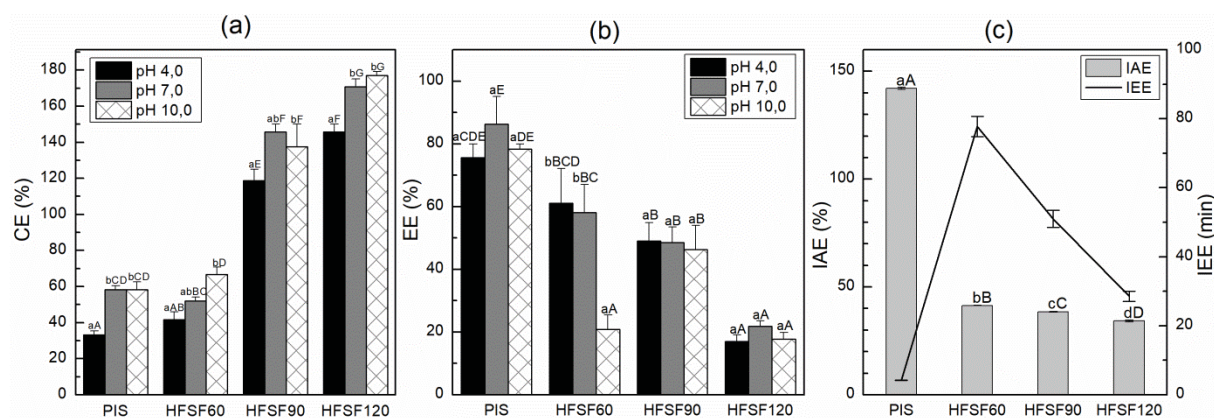 (a)
180
160
140
120
100
80
60
40
20
0
CE (%)
pH 4,0
pH 7,0
pH 10,0
aA
bCD
bCD
aAB
abBC
bD
aE
abF
bF
aF
bG
bG
PIS
HFSF60
HFSF90
HFSF120
(b)
100
80
60
40
20
0
EE (%)
pH 4,0
pH 7,0
pH 10,0
aCDE
aE
aDE
bBCD
bBC
aA
aB
aB
aB
aA
aA
aA
PIS
HFSF60
HFSF90
HFSF120
(c)
150
100
50
0
IAE (%)
IAE
IEE
aA
bB
cC
dD
PIS
HFSF60
HFSF90
HFSF120
100
80
60
40
20
0
IEE (min)